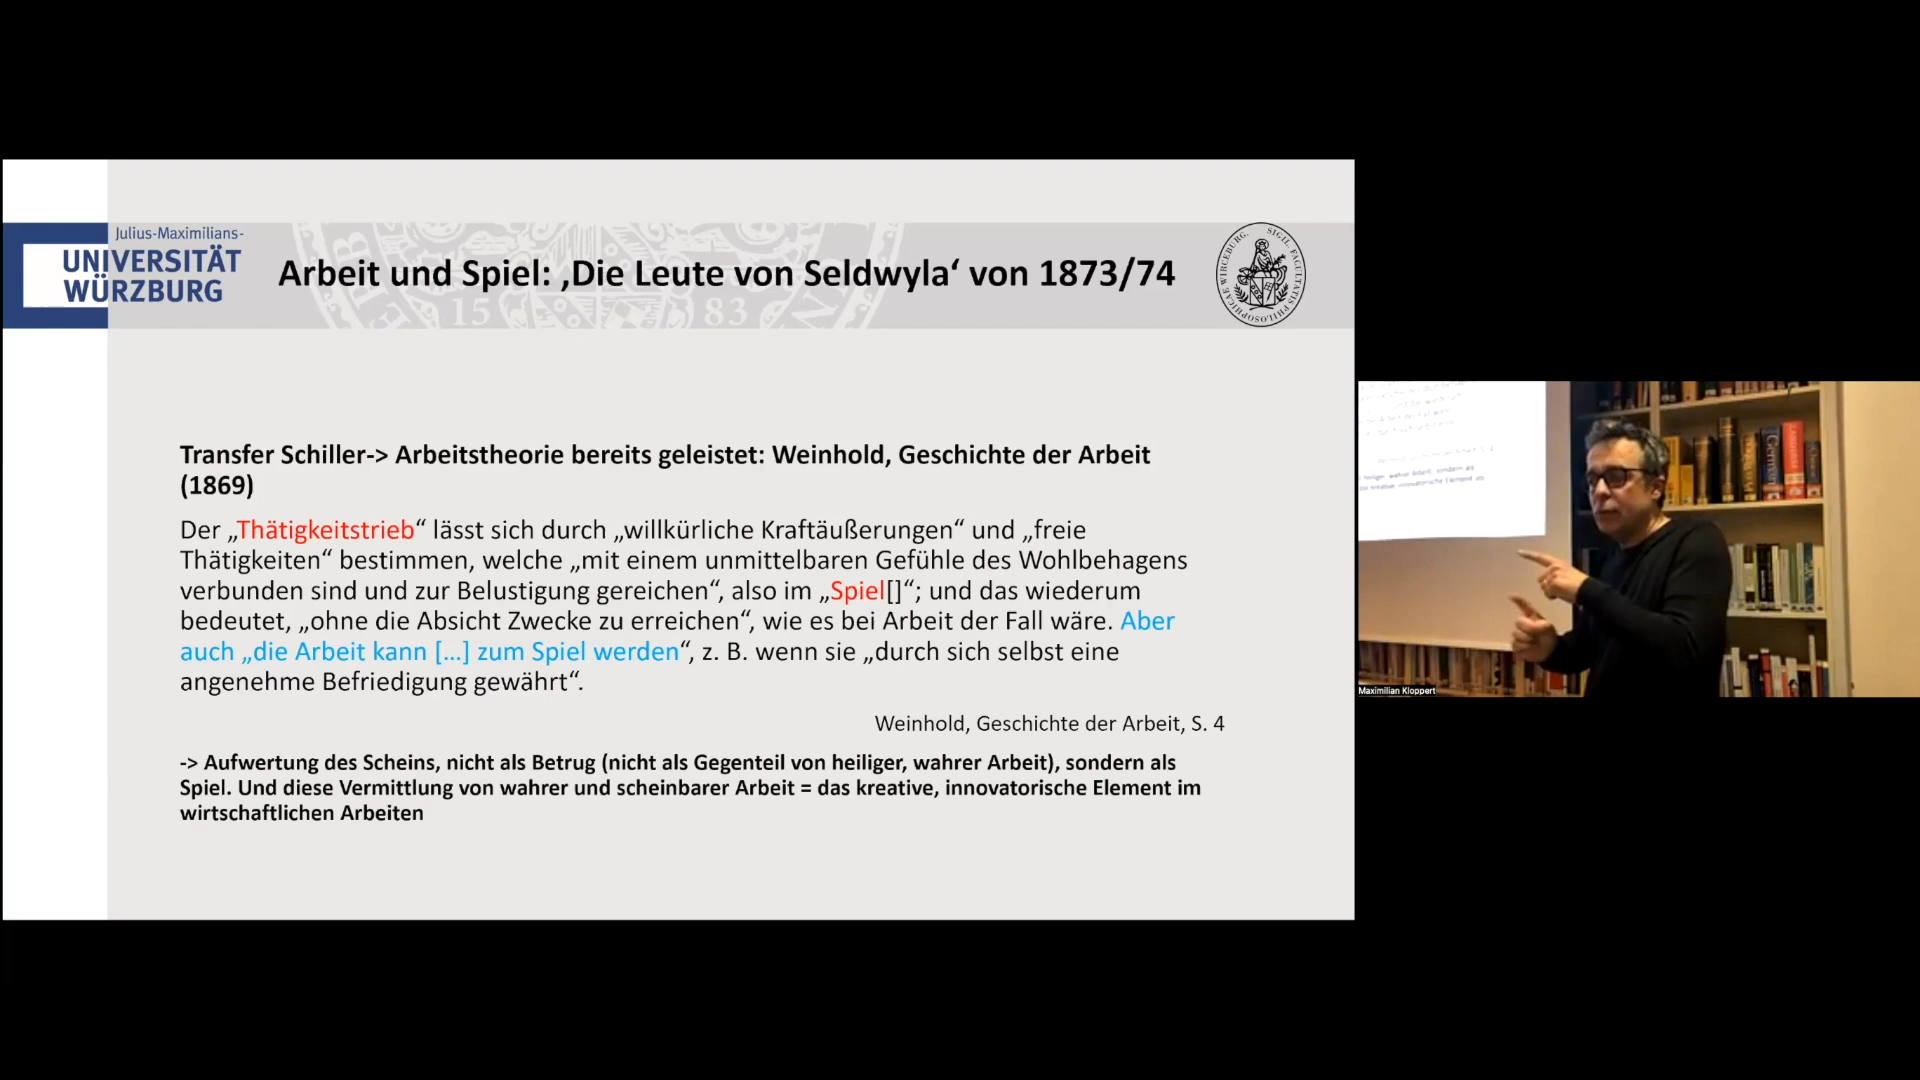 Julius-Maximilians-
UNIVERSITÄT
WÜRZBURG
Arbeit und Spiel: ‚Die Leute von Seldwyla‘ von 1873/74
SIGIL. FACULTATIS PHILOSOPHICAE WIRCEBURG.
15 83
Transfer Schiller-> Arbeitstheorie bereits geleistet: Weinhold, Geschichte der Arbeit
(1869)
Der „Thätigkeitstrieb“ lässt sich durch „willkürliche Kraftäußerungen“ und „freie
Thätigkeiten“ bestimmen, welche „mit einem unmittelbaren Gefühle des Wohlbehagens
verbunden sind und zur Belustigung gereichen“, also im „Spiel[]“; und das wiederum
bedeutet, „ohne die Absicht Zwecke zu erreichen“, wie es bei Arbeit der Fall wäre. Aber
auch „die Arbeit kann [...] zum Spiel werden“, z. B. wenn sie „durch sich selbst eine
angenehme Befriedigung gewährt“.
Weinhold, Geschichte der Arbeit, S. 4
-> Aufwertung des Scheins, nicht als Betrug (nicht als Gegenteil von heiliger, wahrer Arbeit), sondern als
Spiel. Und diese Vermittlung von wahrer und scheinbarer Arbeit = das kreative, innovatorische Element im
wirtschaftlichen Arbeiten
Maximilian Kloppert